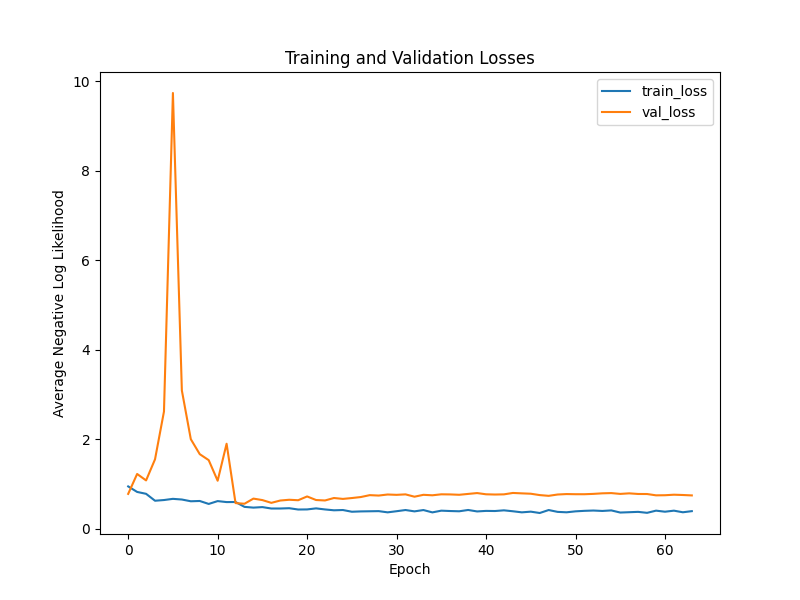 Training and Validation Losses
train_loss
val_loss
Average Negative Log Likelihood
10
8
6
4
2
0
0 10 20 30 40 50 60
Epoch